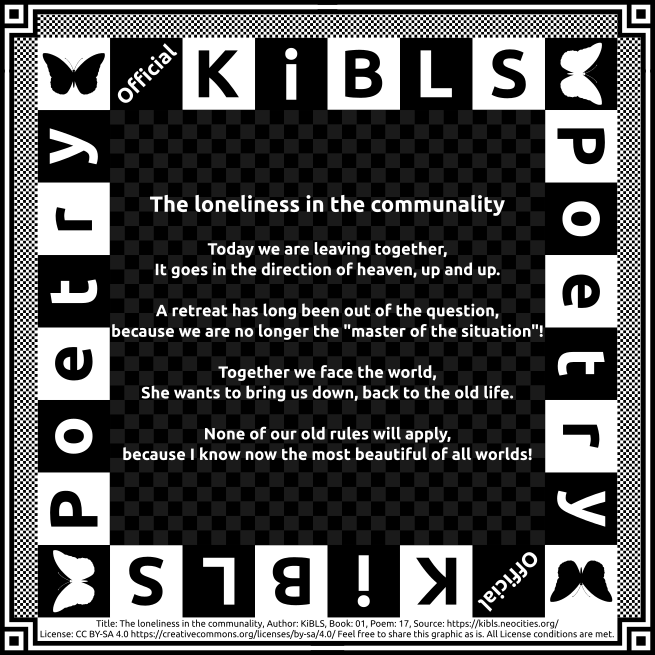 Official KiBLS
Poetry
Poetry
The loneliness in the communality
Today we are leaving together,
It goes in the direction of heaven, up and up.
A retreat has long been out of the question,
because we are no longer the "master of the situation"!
Together we face the world,
She wants to bring us down, back to the old life.
None of our old rules will apply,
because I know now the most beautiful of all worlds!
Official KiBLS
Title: The loneliness in the communality, Author: KiBLS, Book: 01, Poem: 17, Source: https://kibls.neocities.org/
License: CC BY-SA 4.0 https://creativecommons.org/licenses/by-sa/4.0/ Feel free to share this graphic as is. All License conditions are met.